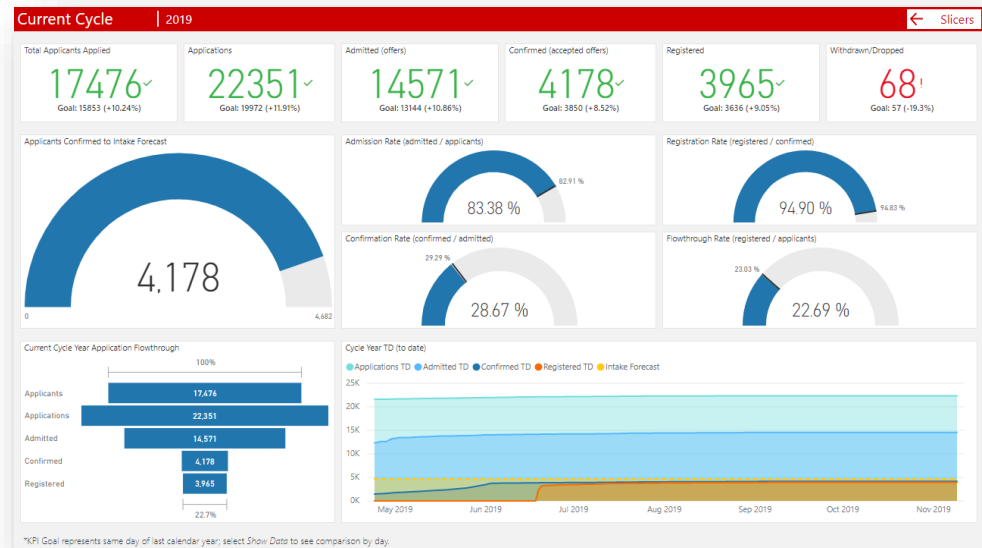 Current Cycle | 2019
Slicers
Total Applicants Applied
17476
Goal: 15853 (+10.24%)
Applications
22351
Goal: 19972 (+11.91%)
Admitted (offers)
14571
Goal: 13144 (+10.86%)
Confirmed (accepted offers)
4178
Goal: 3850 (+8.52%)
Registered
3965
Goal: 3636 (+9.05%)
Withdrawn/Dropped
68!
Goal: 57 (-19.3%)
Applicants Confirmed to Intake Forecast
4,178
0
4,682
Admission Rate (admitted / applicants)
82.91 %
83.38 %
Registration Rate (registered / confirmed)
94.90 %
94.83 %
Confirmation Rate (confirmed / admitted)
29.29 %
28.67 %
Flowthrough Rate (registered / applicants)
23.03 %
22.69 %
Current Cycle Year Application Flowthrough
100%
Applicants 17,476
Applications 22,351
Admitted 14,571
Confirmed 4,178
Registered 3,965
22.7%
Cycle Year TD (to date)
Applications TD Admitted TD Confirmed TD Registered TD Intake Forecast
25K
20K
15K
10K
5K
0K
May 2019 Jun 2019 Jul 2019 Aug 2019 Sep 2019 Oct 2019 Nov 2019
*KPI Goal represents same day of last calendar year; select Show Data to see comparison by day.